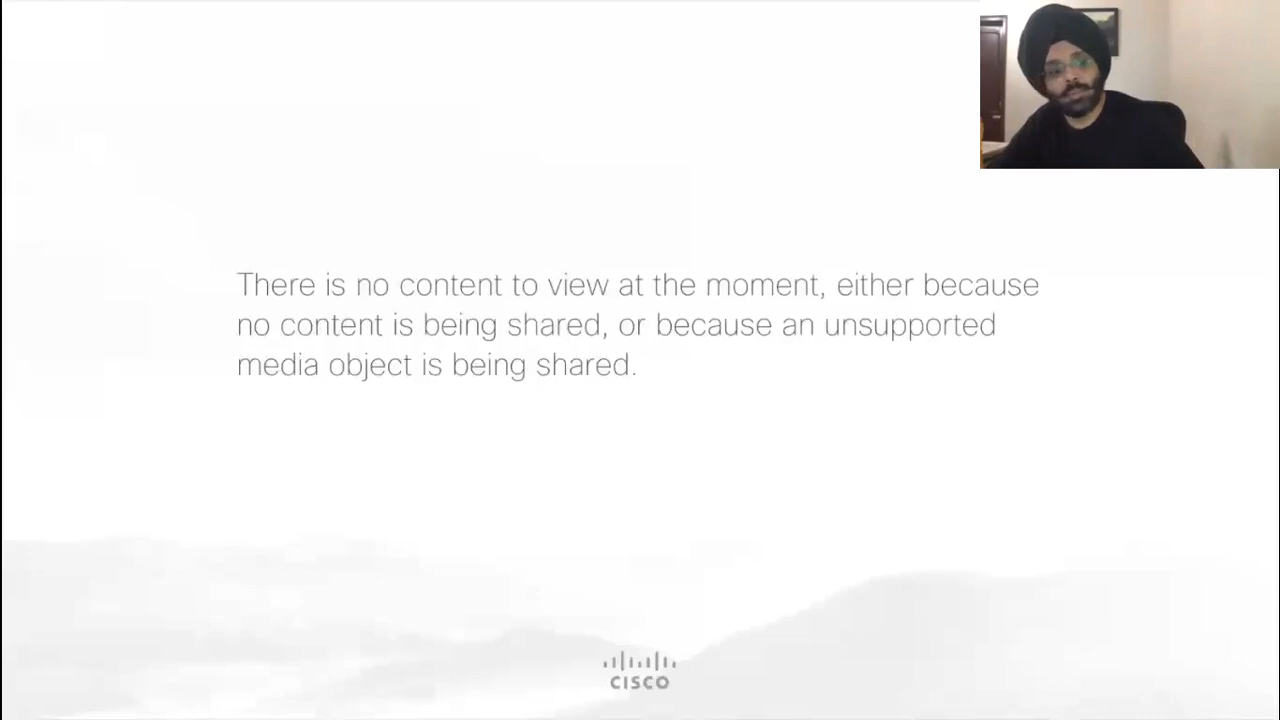 There is no content to view at the moment, either because
no content is being shared, or because an unsupported
media object is being shared.
CISCO